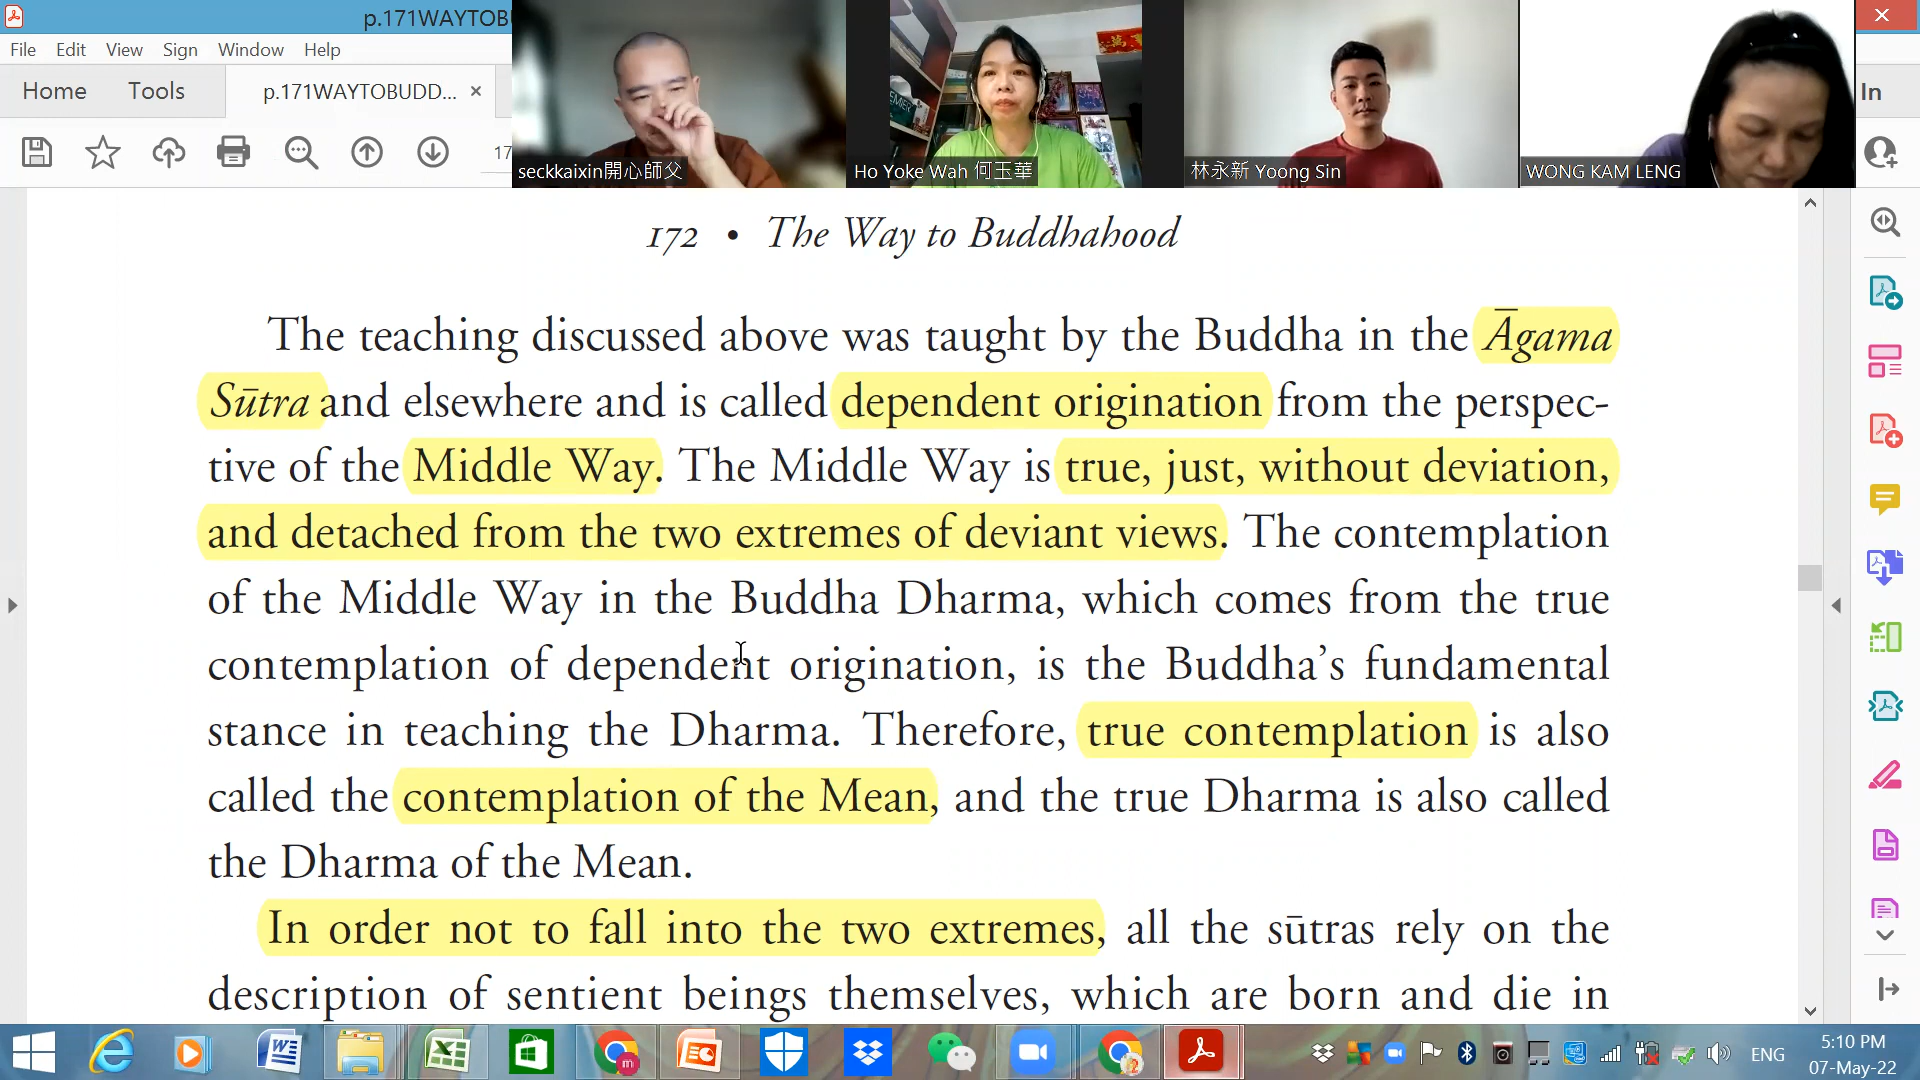 p.171WAYTOBU
File Edit View Sign Window Help
Home Tools p.171WAYTOBUDD... × In
17
seckkaixin開心師父
Ho Yoke Wah 何玉華
林永新 Yoong Sin
WONG KAM LENG
172 • The Way to Buddhahood
The teaching discussed above was taught by the Buddha in the Āgama
Sūtra and elsewhere and is called dependent origination from the perspec-
tive of the Middle Way. The Middle Way is true, just, without deviation,
and detached from the two extremes of deviant views. The contemplation
of the Middle Way in the Buddha Dharma, which comes from the true
contemplation of dependent origination, is the Buddha’s fundamental
stance in teaching the Dharma. Therefore, true contemplation is also
called the contemplation of the Mean, and the true Dharma is also called
the Dharma of the Mean.
In order not to fall into the two extremes, all the sūtras rely on the
description of sentient beings themselves, which are born and die in
ENG
5:10 PM
07-May-22